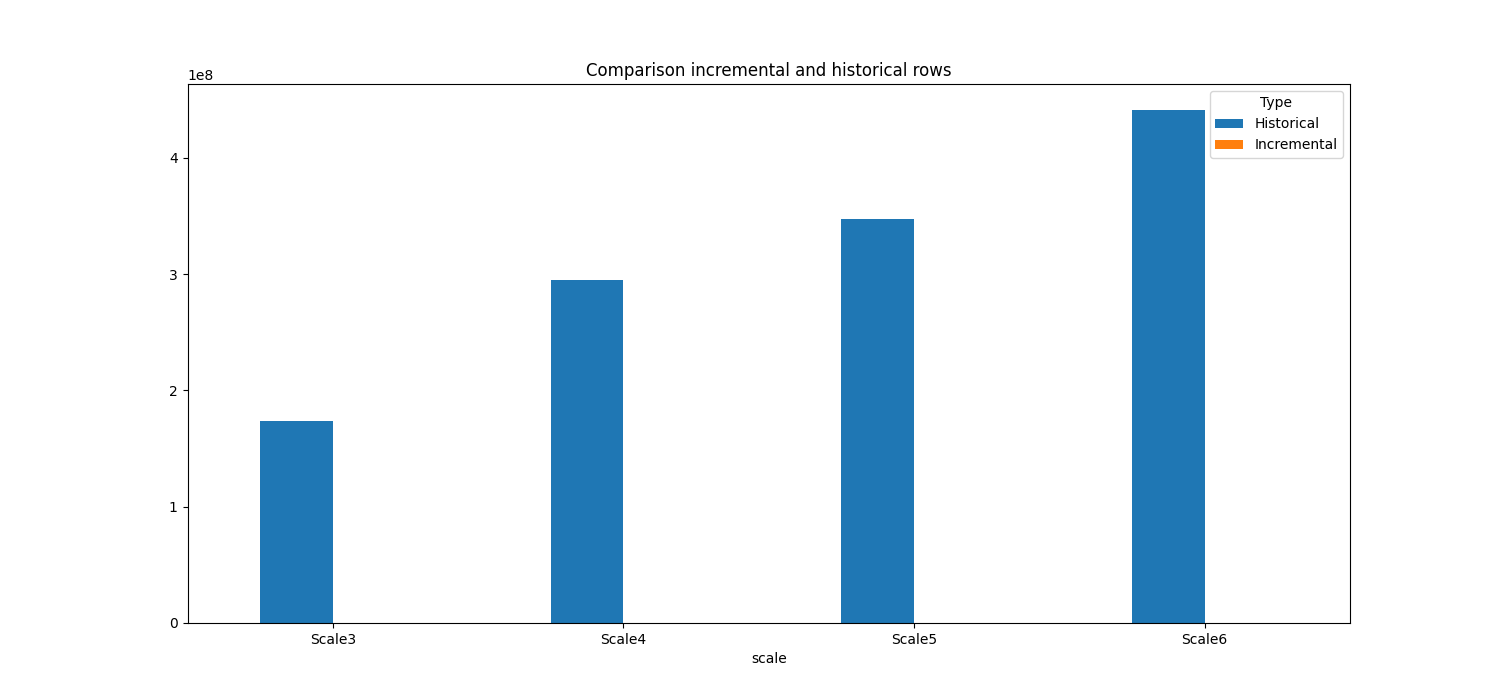 Comparison incremental and historical rows
1e8
Type
Historical
Incremental
4
3
2
1
0
Scale3 Scale4 Scale5 Scale6
scale